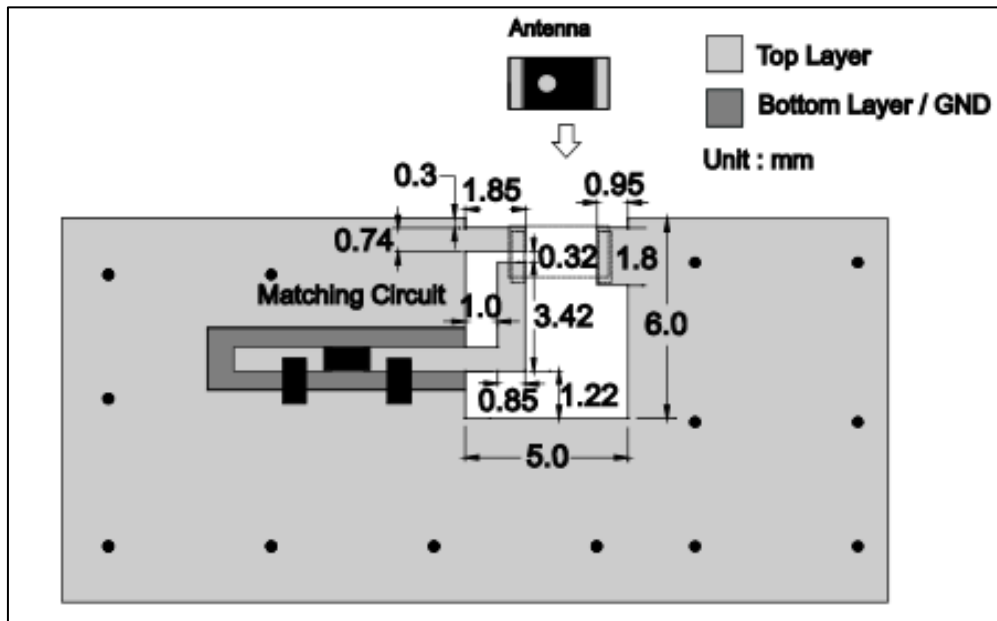 Antenna
Top Layer
Bottom Layer / GND
Unit : mm
0.3
1.85
0.95
0.74
0.32
1.8
Matching Circuit
1.0
3.42
6.0
0.85
1.22
5.0